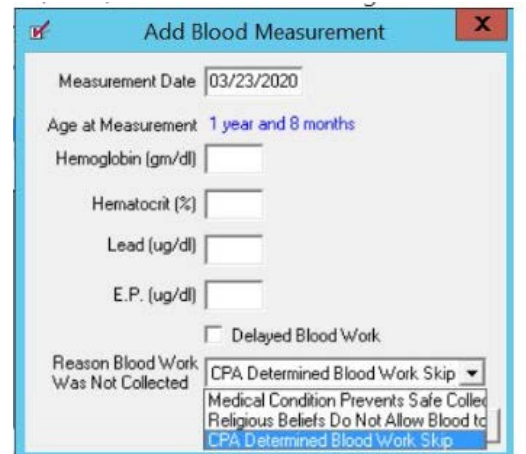 Add Blood Measurement X
Measurement Date 03/23/2020
Age at Measurement 1 year and 8 months
Hemoglobin (gm/dl)
Hematocrit (%)
Lead (ug/dl)
E.P. (ug/dl)
Delayed Blood Work
Reason Blood Work
Was Not Collected CPA Determined Blood Work Skip
Medical Condition Prevents Safe Collec
Religious Beliefs Do Not Allow Blood to
CPA Determined Blood Work Skip